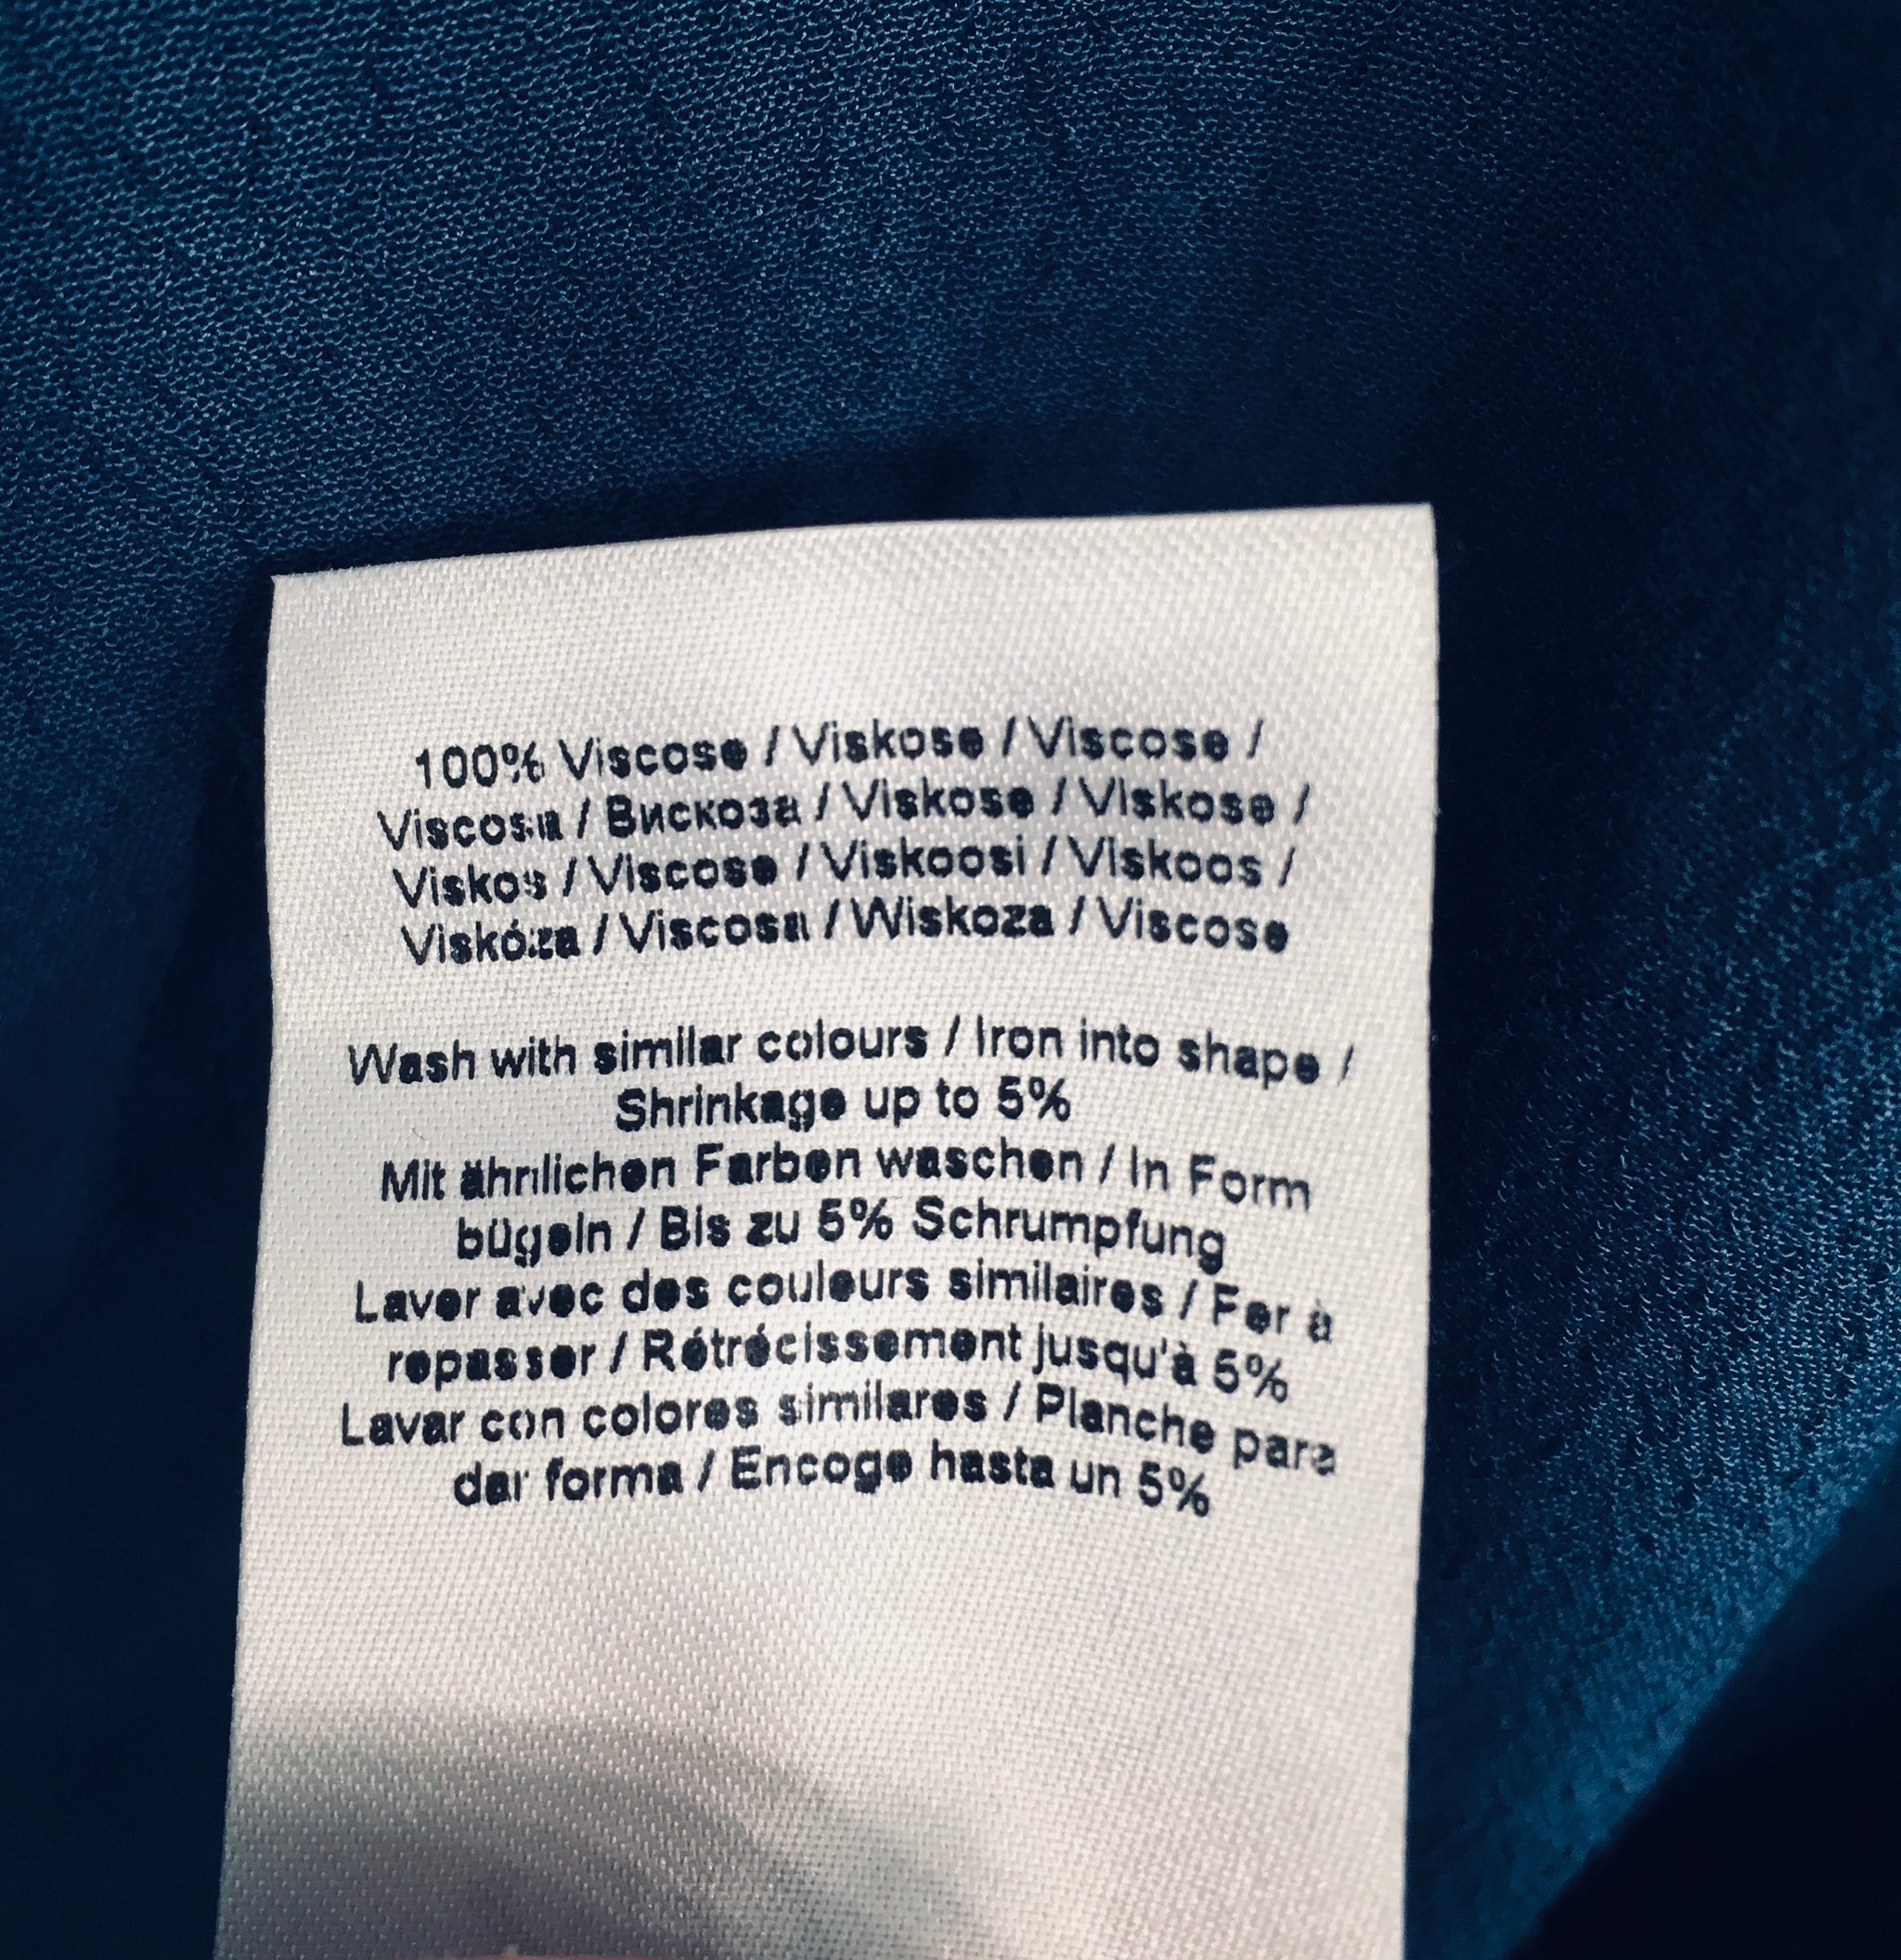 100% Viscose / Viskose / Viscose /
Viscosa / Вискоза / Viskose / Viskose /
Viskos / Viscose / Viskoosi / Viskoos /
Viskóza / Viscosa / Wiskoza / Viscose
Wash with similar colours / Iron into shape /
Shrinkage up to 5%
Mit ähnlichen Farben waschen / In Form
bügeln / Bis zu 5% Schrumpfung
Laver avec des couleurs similaires / Fer à
repasser / Rétrécissement jusqu'à 5%
Lavar con colores similares / Planche para
dar forma / Encoge hasta un 5%